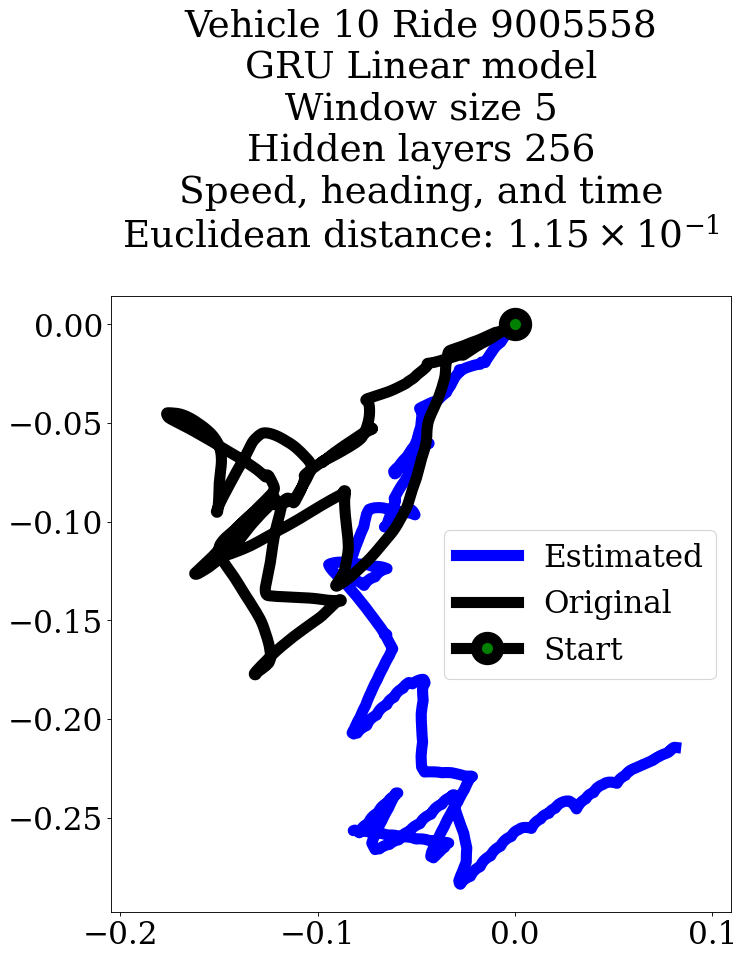 Vehicle 10 Ride 9005558
GRU Linear model
Window size 5
Hidden layers 256
Speed, heading, and time
Euclidean distance: 1.15 × 10⁻¹
0.00
−0.05
−0.10
−0.15
−0.20
−0.25
Estimated
Original
Start
−0.2 −0.1 0.0 0.1